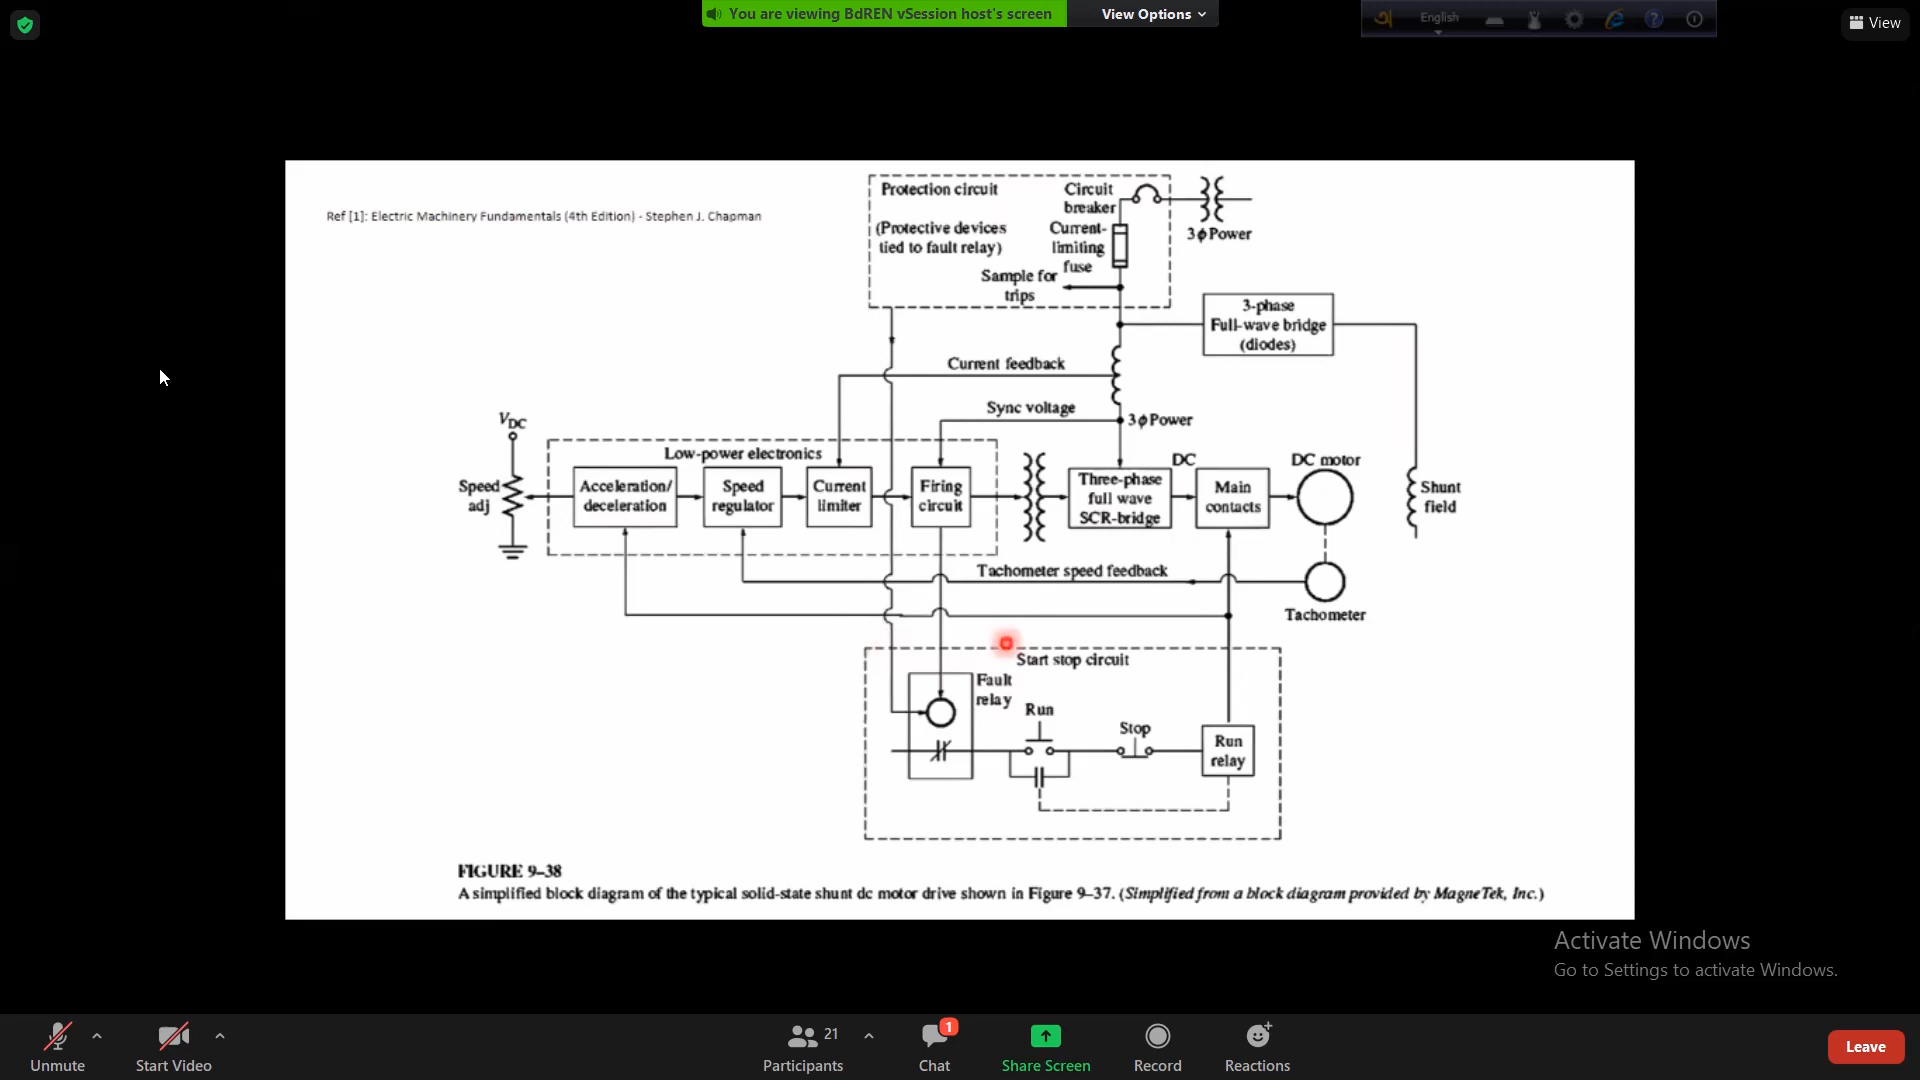 You are viewing BdREN vSession host's screen
View Options
English
View
Ref [1]: Electric Machinery Fundamentals (4th Edition) - Stephen J. Chapman
Protection circuit
(Protective devices
tied to fault relay)
Circuit
breaker
Current-
limiting
fuse
Sample for
trips
3ϕ Power
3-phase
Full-wave bridge
(diodes)
Current feedback
Sync voltage
3ϕ Power
VDC
Speed
adj
Low-power electronics
Acceleration/
deceleration
Speed
regulator
Current
limiter
Firing
circuit
Three-phase
full wave
SCR-bridge
DC
Main
contacts
DC motor
Shunt
field
Tachometer speed feedback
Tachometer
Start stop circuit
Fault
relay
Run
Stop
Run
relay
FIGURE 9–38
A simplified block diagram of the typical solid-state shunt dc motor drive shown in Figure 9–37. (Simplified from a block diagram provided by MagneTek, Inc.)
Activate Windows
Go to Settings to activate Windows.
Unmute
Start Video
Participants
21
Chat
1
Share Screen
Record
Reactions
Leave